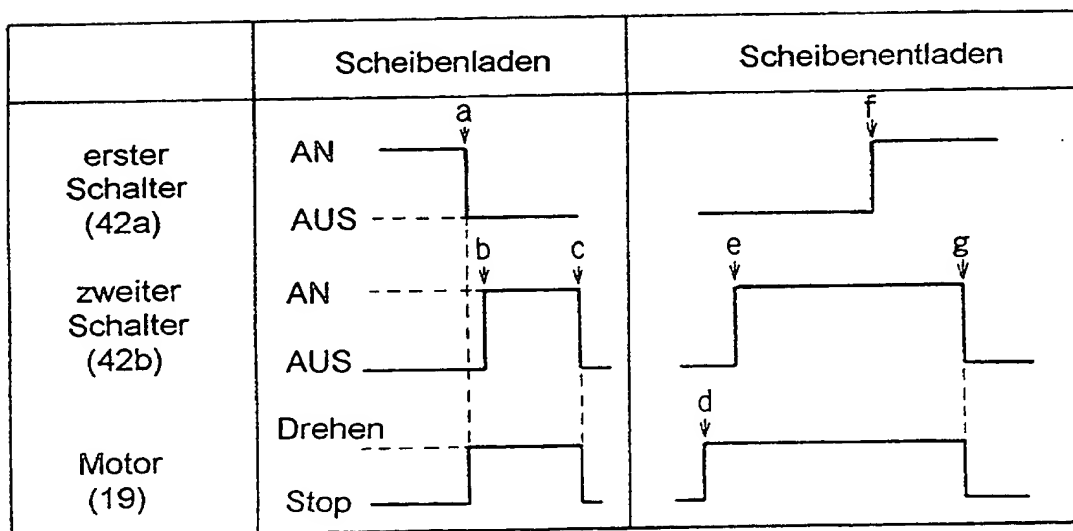 Scheibenladen
Scheibenentladen
a
f
erster
Schalter
(42a)
AN
AUS
b
c
e
g
zweiter
Schalter
(42b)
AN
AUS
d
Motor
(19)
Drehen
Stop